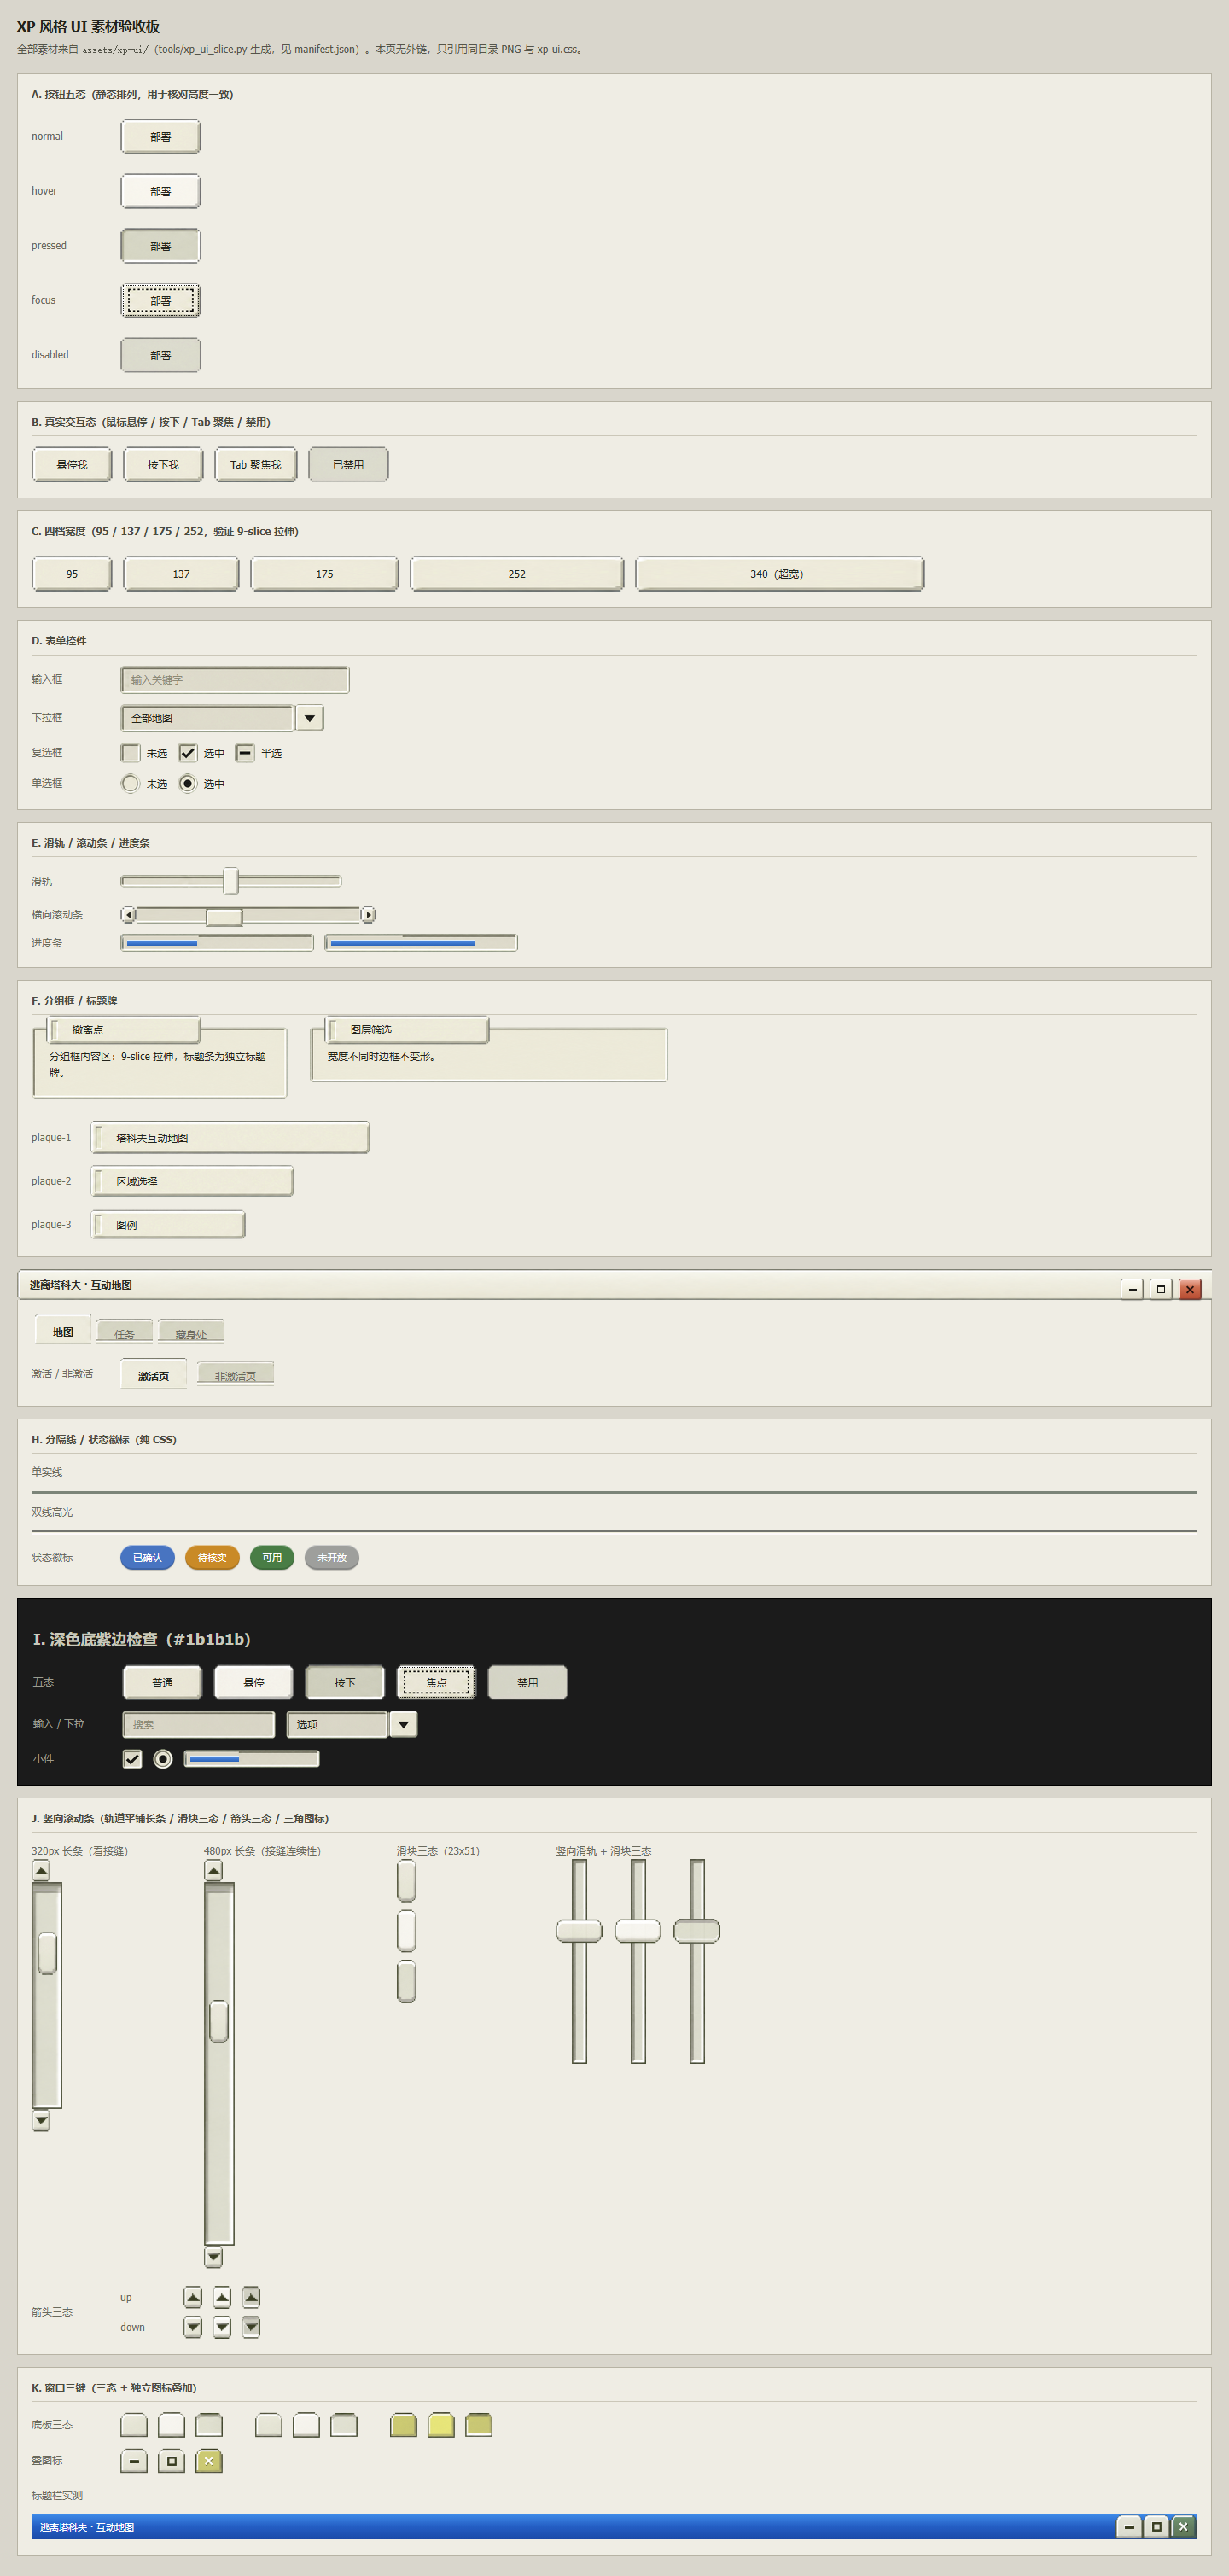 XP 风格 UI 素材验收板
全部素材来自 assets/xp-ui/（tools/xp_ui_slice.py 生成，见 manifest.json）。本页无外链，只引用同目录 PNG 与 xp-ui.css。
A. 按钮五态（静态排列，用于核对高度一致）
normal 部署
hover 部署
pressed 部署
focus 部署
disabled 部署
B. 真实交互态（鼠标悬停 / 按下 / Tab 聚焦 / 禁用）
悬停我 按下我 Tab 聚焦我 已禁用
C. 四档宽度（95 / 137 / 175 / 252，验证 9-slice 拉伸）
95 137 175 252 340（超宽）
D. 表单控件
输入框 输入关键字
下拉框 全部地图
复选框 未选 选中 半选
单选框 未选 选中
E. 滑轨 / 滚动条 / 进度条
滑轨
横向滚动条
进度条
F. 分组框 / 标题牌
撤离点 图层筛选
分组框内容区：9-slice 拉伸，标题条为独立标题 宽度不同时边框不变形。
牌。
plaque-1 塔科夫互动地图
plaque-2 区域选择
plaque-3 图例
逃离塔科夫 · 互动地图
地图 任务 藏身处
激活 / 非激活 激活页 非激活页
H. 分隔线 / 状态徽标（纯 CSS）
单实线
双线高光
状态徽标 已确认 待核实 可用 未开放
I. 深色底紫边检查（#1b1b1b）
五态 普通 悬停 按下 焦点 禁用
输入 / 下拉 搜索 选项
小件
J. 竖向滚动条（轨道平铺长条 / 滑块三态 / 箭头三态 / 三角图标）
320px 长条（看接缝） 480px 长条（接缝连续性） 滑块三态（23x51） 竖向滑轨 + 滑块三态
up
箭头三态
down
K. 窗口三键（三态 + 独立图标叠加）
底板三态
叠图标
标题栏实测
逃离塔科夫 · 互动地图